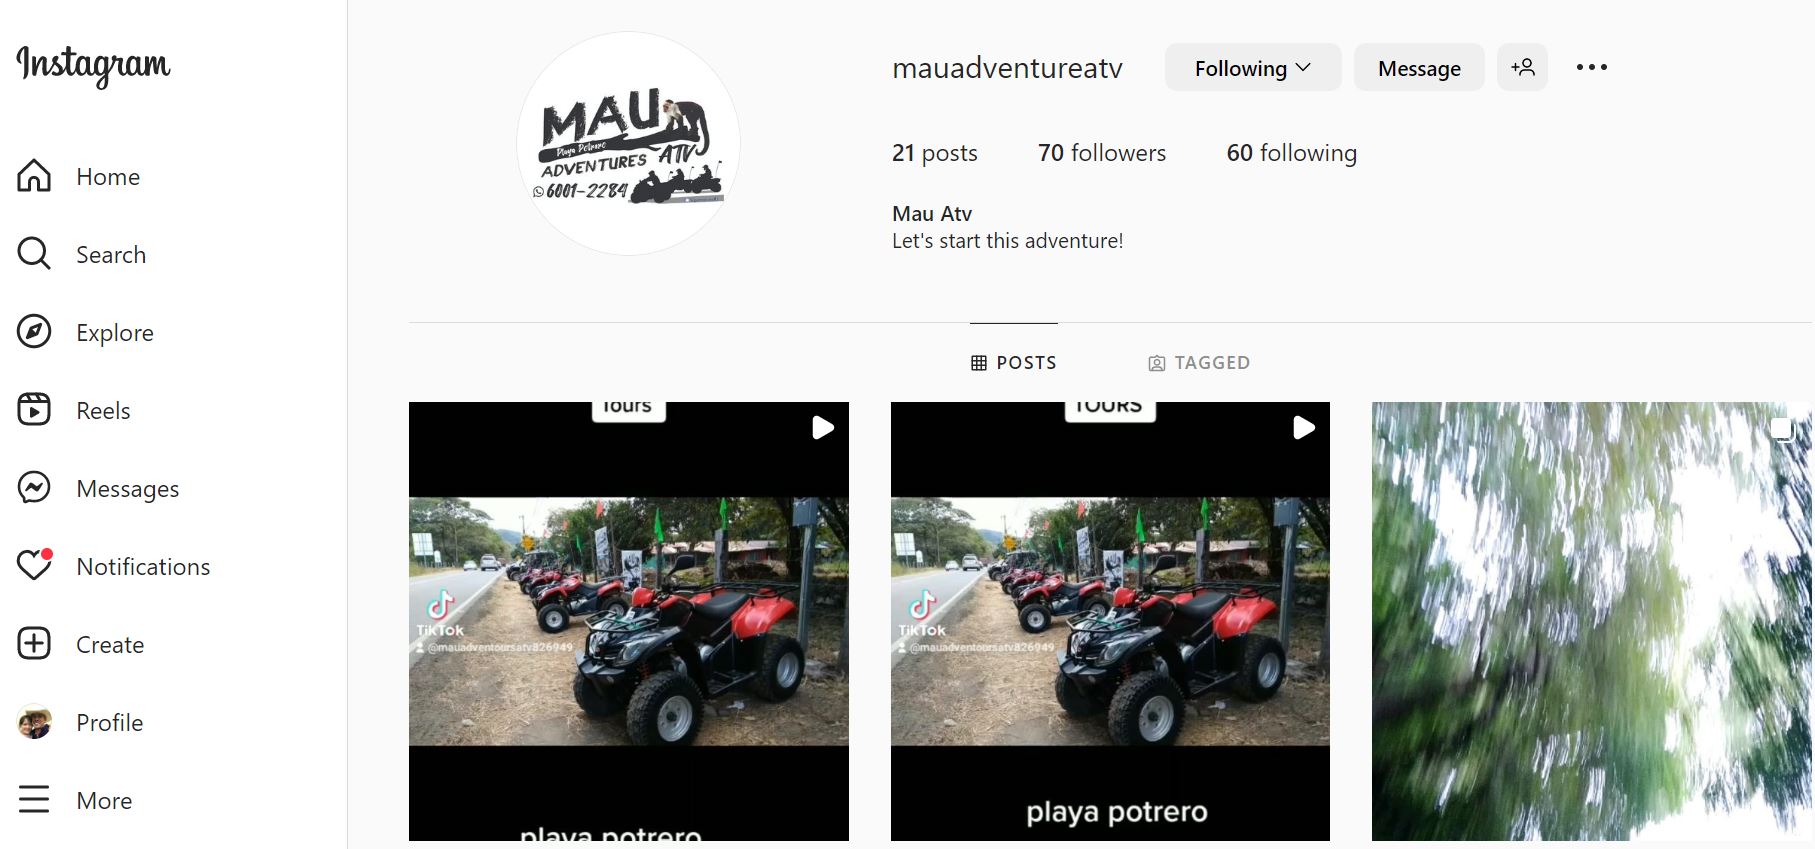 Instagram
Home
Search
Explore
Reels
Messages
Notifications
Create
Profile
More
MAU
Playa Potrero
ADVENTURES ATV
6001-2284
mauadventureatv
Following
Message
21 posts
70 followers
60 following
Mau Atv
Let's start this adventure!
POSTS
TAGGED
Tours
TikTok
@mauadventoursatv826949
playa potrero
TOURS
TikTok
@mauadventoursatv826949
playa potrero